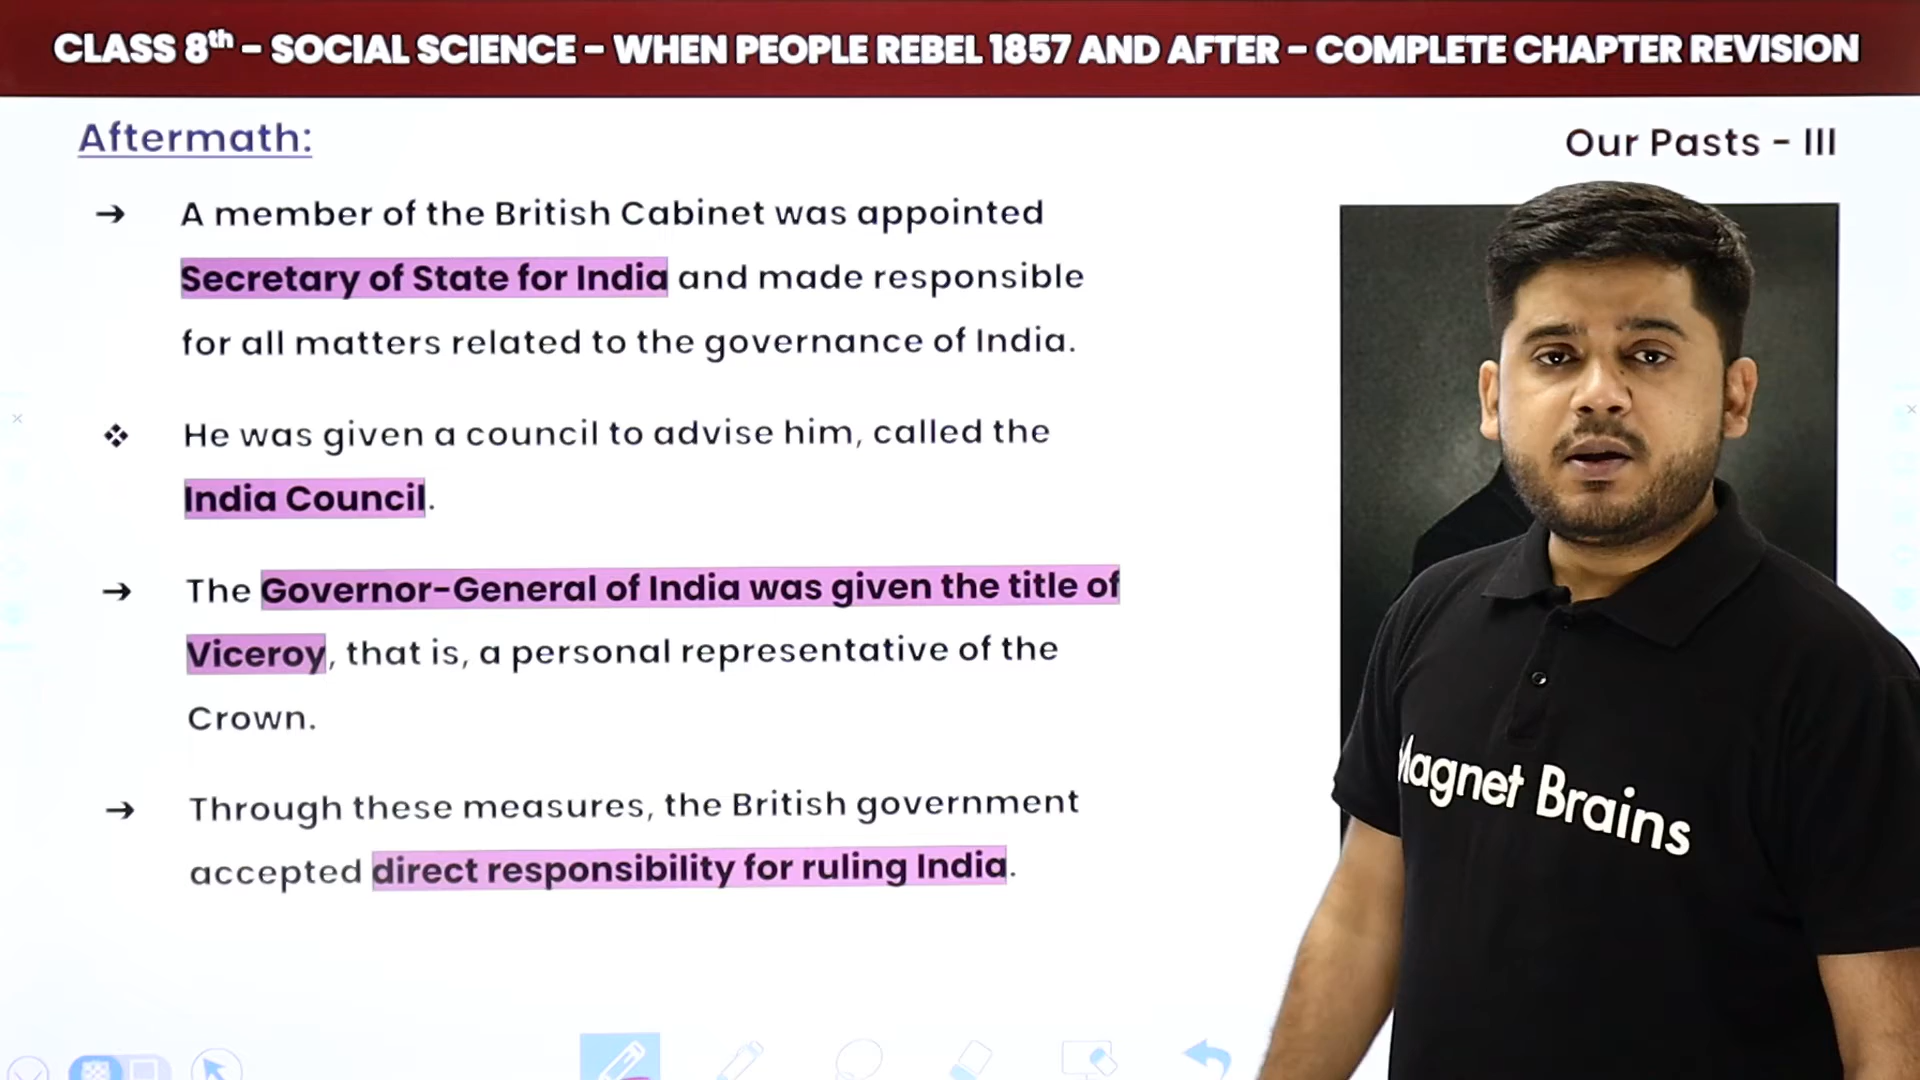 CLASS 8th – SOCIAL SCIENCE – WHEN PEOPLE REBEL 1857 AND AFTER – COMPLETE CHAPTER REVISION
Aftermath:
Our Pasts - III
→ A member of the British Cabinet was appointed
Secretary of State for India and made responsible
for all matters related to the governance of India.
❖ He was given a council to advise him, called the
India Council.
→ The Governor-General of India was given the title of
Viceroy, that is, a personal representative of the
Crown.
→ Through these measures, the British government
accepted direct responsibility for ruling India.
Magnet Brains